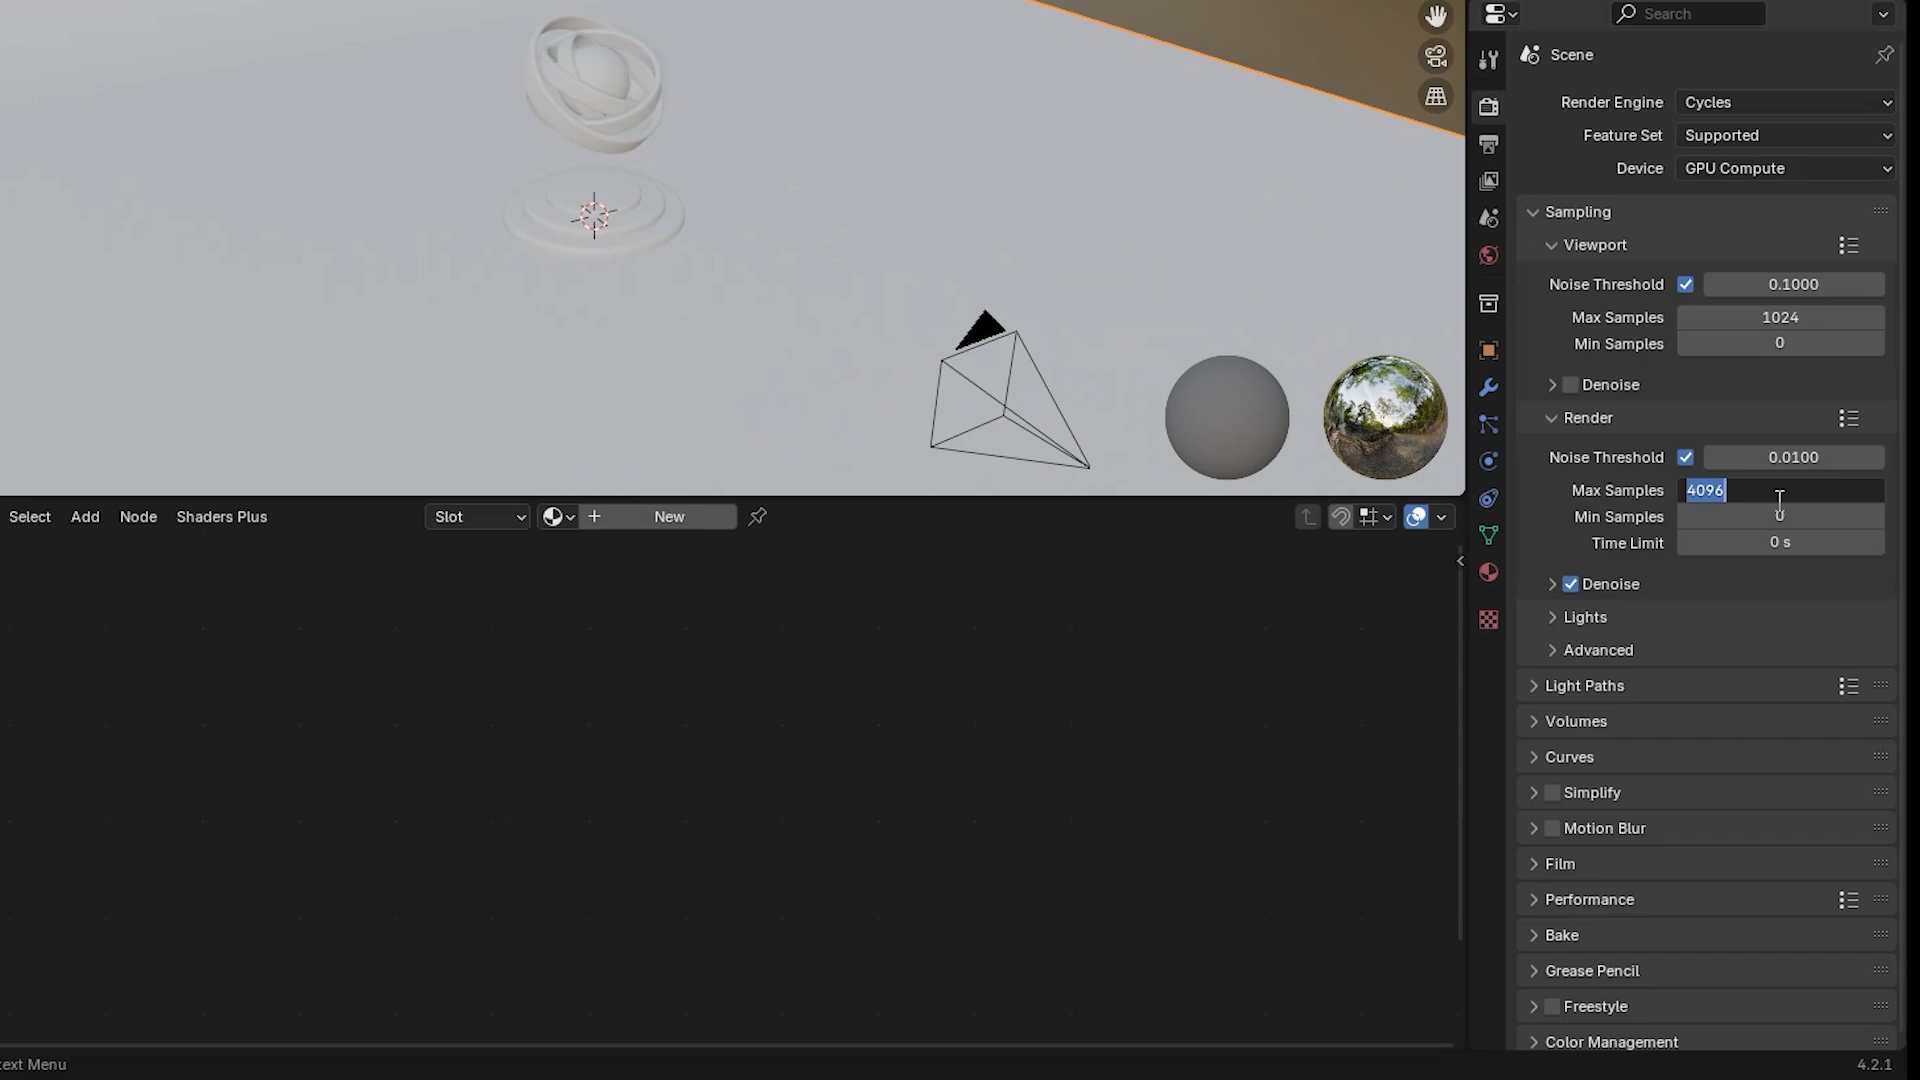 Search
Scene
Render Engine Cycles
Feature Set Supported
Device GPU Compute
Sampling
Viewport
Noise Threshold 0.1000
Max Samples 1024
Min Samples 0
Denoise
Render
Noise Threshold 0.0100
Max Samples 4096
Min Samples 0
Time Limit 0 s
Denoise
Lights
Advanced
Light Paths
Volumes
Curves
Simplify
Motion Blur
Film
Performance
Bake
Grease Pencil
Freestyle
Color Management
Select Add Node Shaders Plus Slot New
text Menu
4.2.1